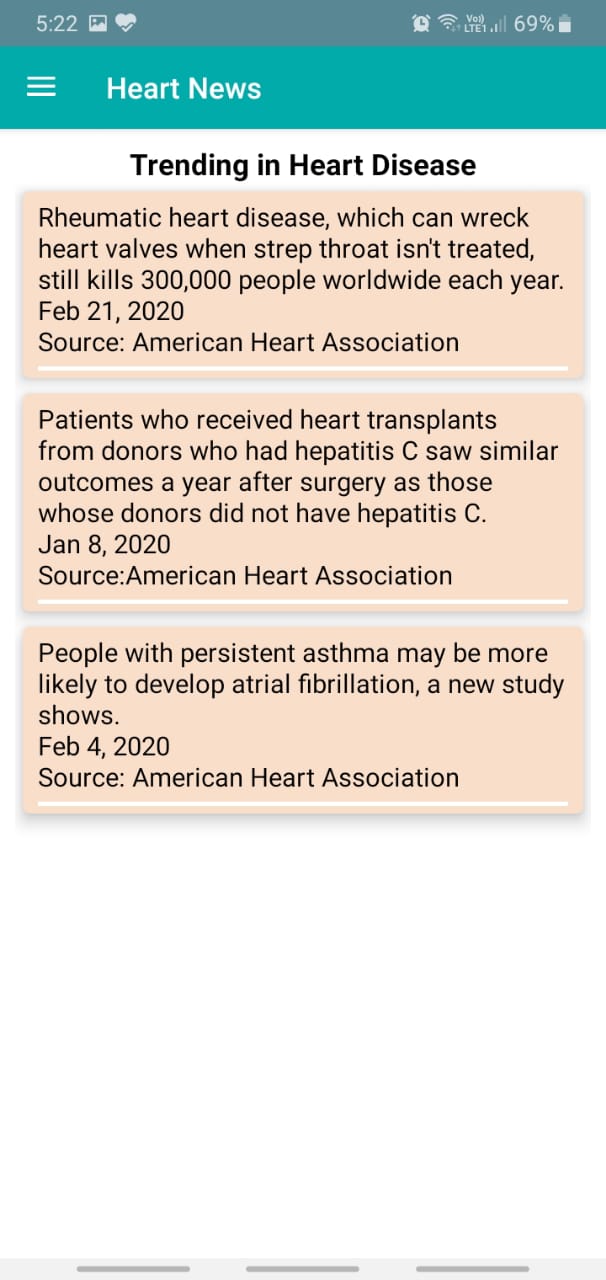 5:22
Vo)) LTE1 69%
Heart News
Trending in Heart Disease
Rheumatic heart disease, which can wreck
heart valves when strep throat isn't treated,
still kills 300,000 people worldwide each year.
Feb 21, 2020
Source: American Heart Association
Patients who received heart transplants
from donors who had hepatitis C saw similar
outcomes a year after surgery as those
whose donors did not have hepatitis C.
Jan 8, 2020
Source:American Heart Association
People with persistent asthma may be more
likely to develop atrial fibrillation, a new study
shows.
Feb 4, 2020
Source: American Heart Association